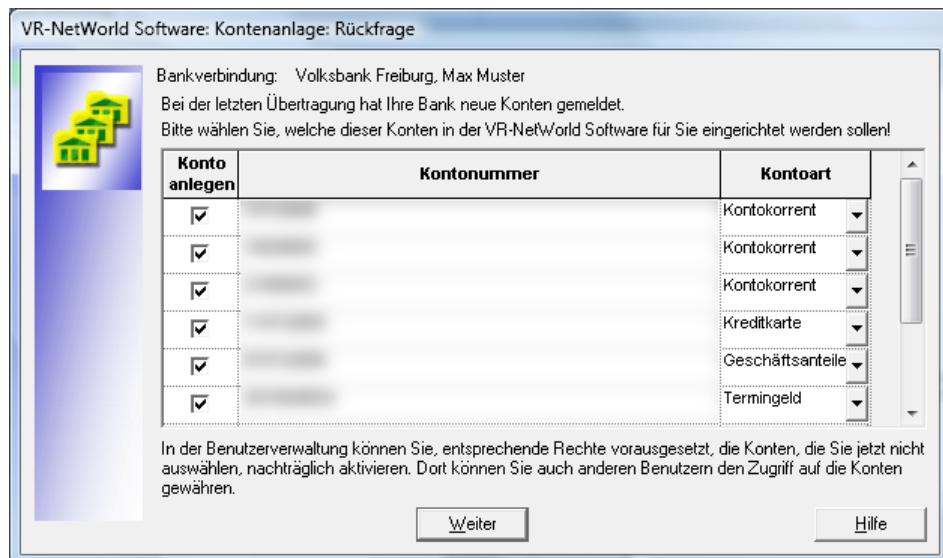 VR-NetWorld Software: Kontenanlage: Rückfrage
Bankverbindung: Volksbank Freiburg, Max Muster
Bei der letzten Übertragung hat Ihre Bank neue Konten gemeldet.
Bitte wählen Sie, welche dieser Konten in der VR-NetWorld Software für Sie eingerichtet werden sollen!
Konto anlegen Kontonummer Kontoart
Kontokorrent
Kontokorrent
Kontokorrent
Kreditkarte
Geschäftsanteile
Termingeld
In der Benutzerverwaltung können Sie, entsprechende Rechte vorausgesetzt, die Konten, die Sie jetzt nicht
auswählen, nachträglich aktivieren. Dort können Sie auch anderen Benutzern den Zugriff auf die Konten
gewähren.
Weiter Hilfe